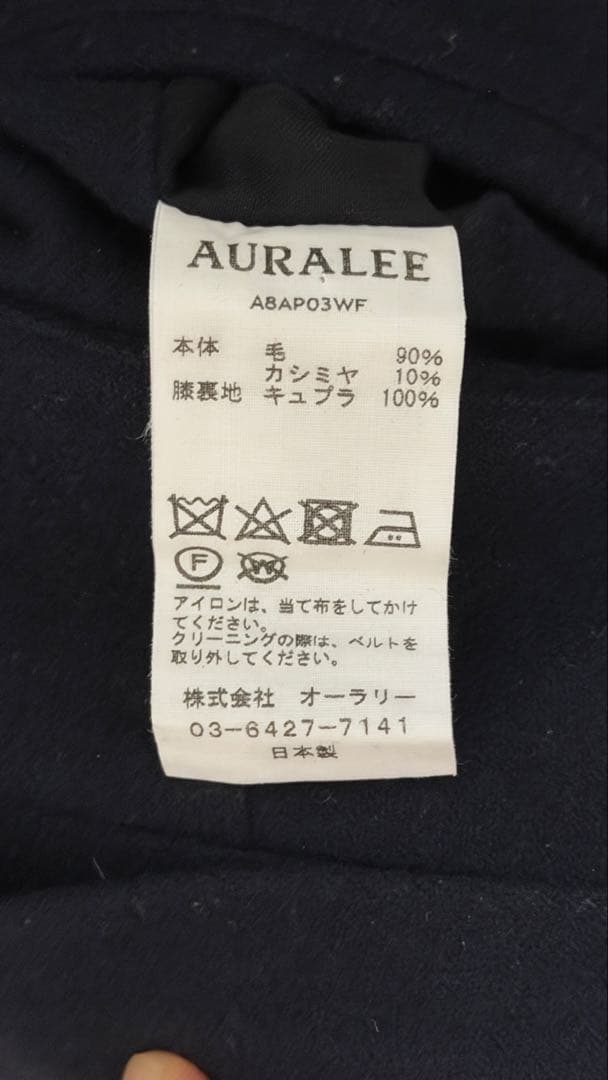 AURALEE
A8AP03WF
本体 毛 90%
カシミヤ 10%
膝裏地 キュプラ 100%
F W
アイロンは、当て布をしてかけ
てください。
クリーニングの際は、ベルトを
取り外してください。
株式会社 オーラリー
03-6427-7141
日本製